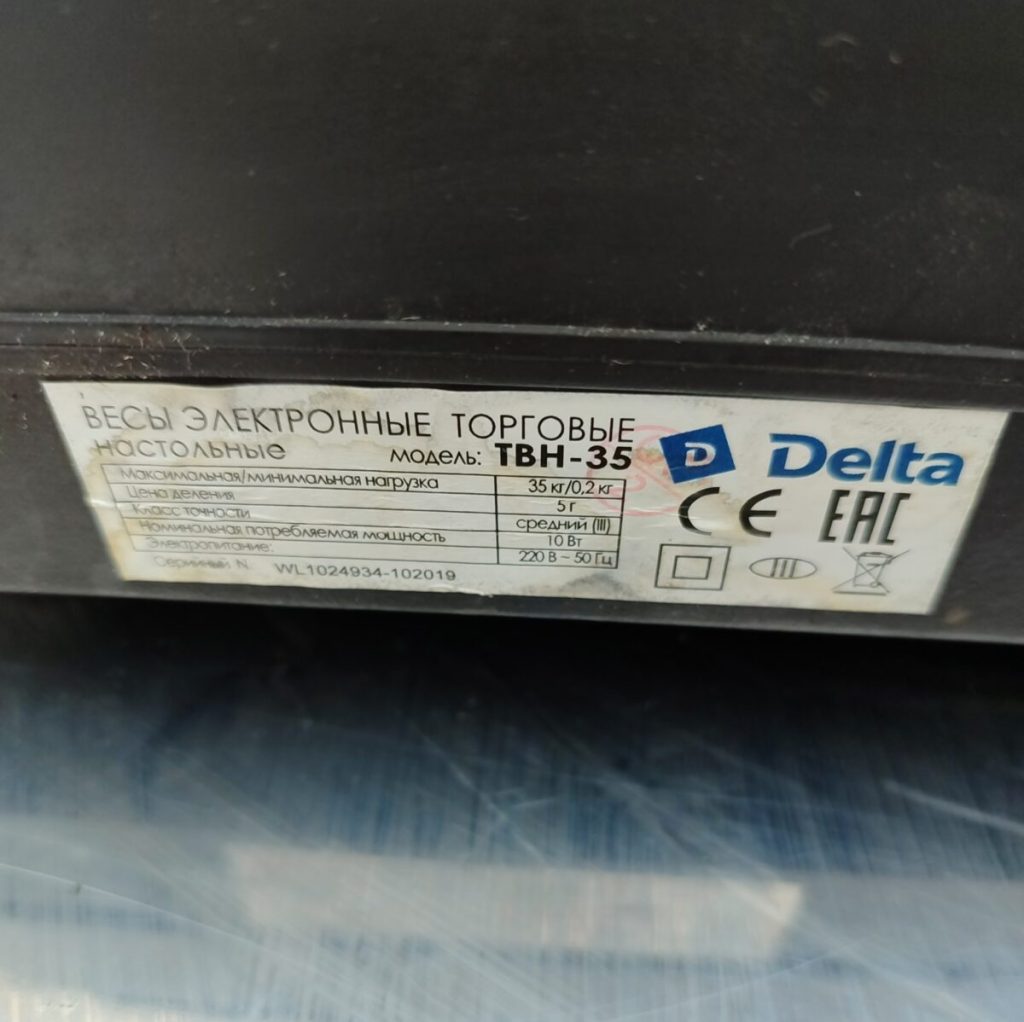 ВЕСЫ ЭЛЕКТРОННЫЕ ТОРГОВЫЕ
настольные модель: ТВН-35
Максимальная/минимальная нагрузка 35 кг/0,2 кг
Цена деления 5 г
Класс точности средний (III)
Номинальная потребляемая мощность 10 Вт
Электропитание: 220 В ~ 50 Гц
Серийный N. WL1024934-102019
D Delta
CE EAC
III